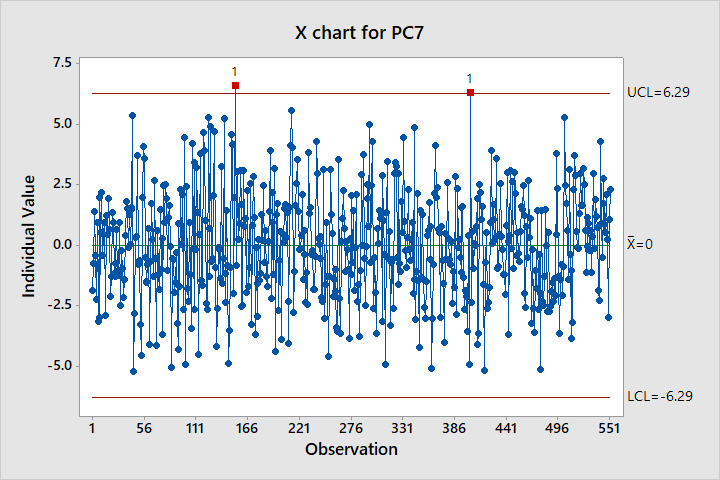 X chart for PC7
7.5
5.0
2.5
0.0
-2.5
-5.0
Individual Value
1
1
UCL=6.29
X̅=0
LCL=-6.29
1 56 111 166 221 276 331 386 441 496 551
Observation